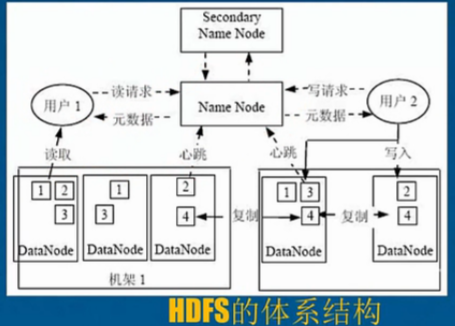 Secondary
Name Node
用户 1
读请求
元数据
Name Node
写请求
元数据
用户 2
读取
心跳
心跳
写入
1
2
3
DataNode
1
3
DataNode
2
4
DataNode
复制
1
3
4
DataNode
复制
2
4
DataNode
机架 1
HDFS的体系结构